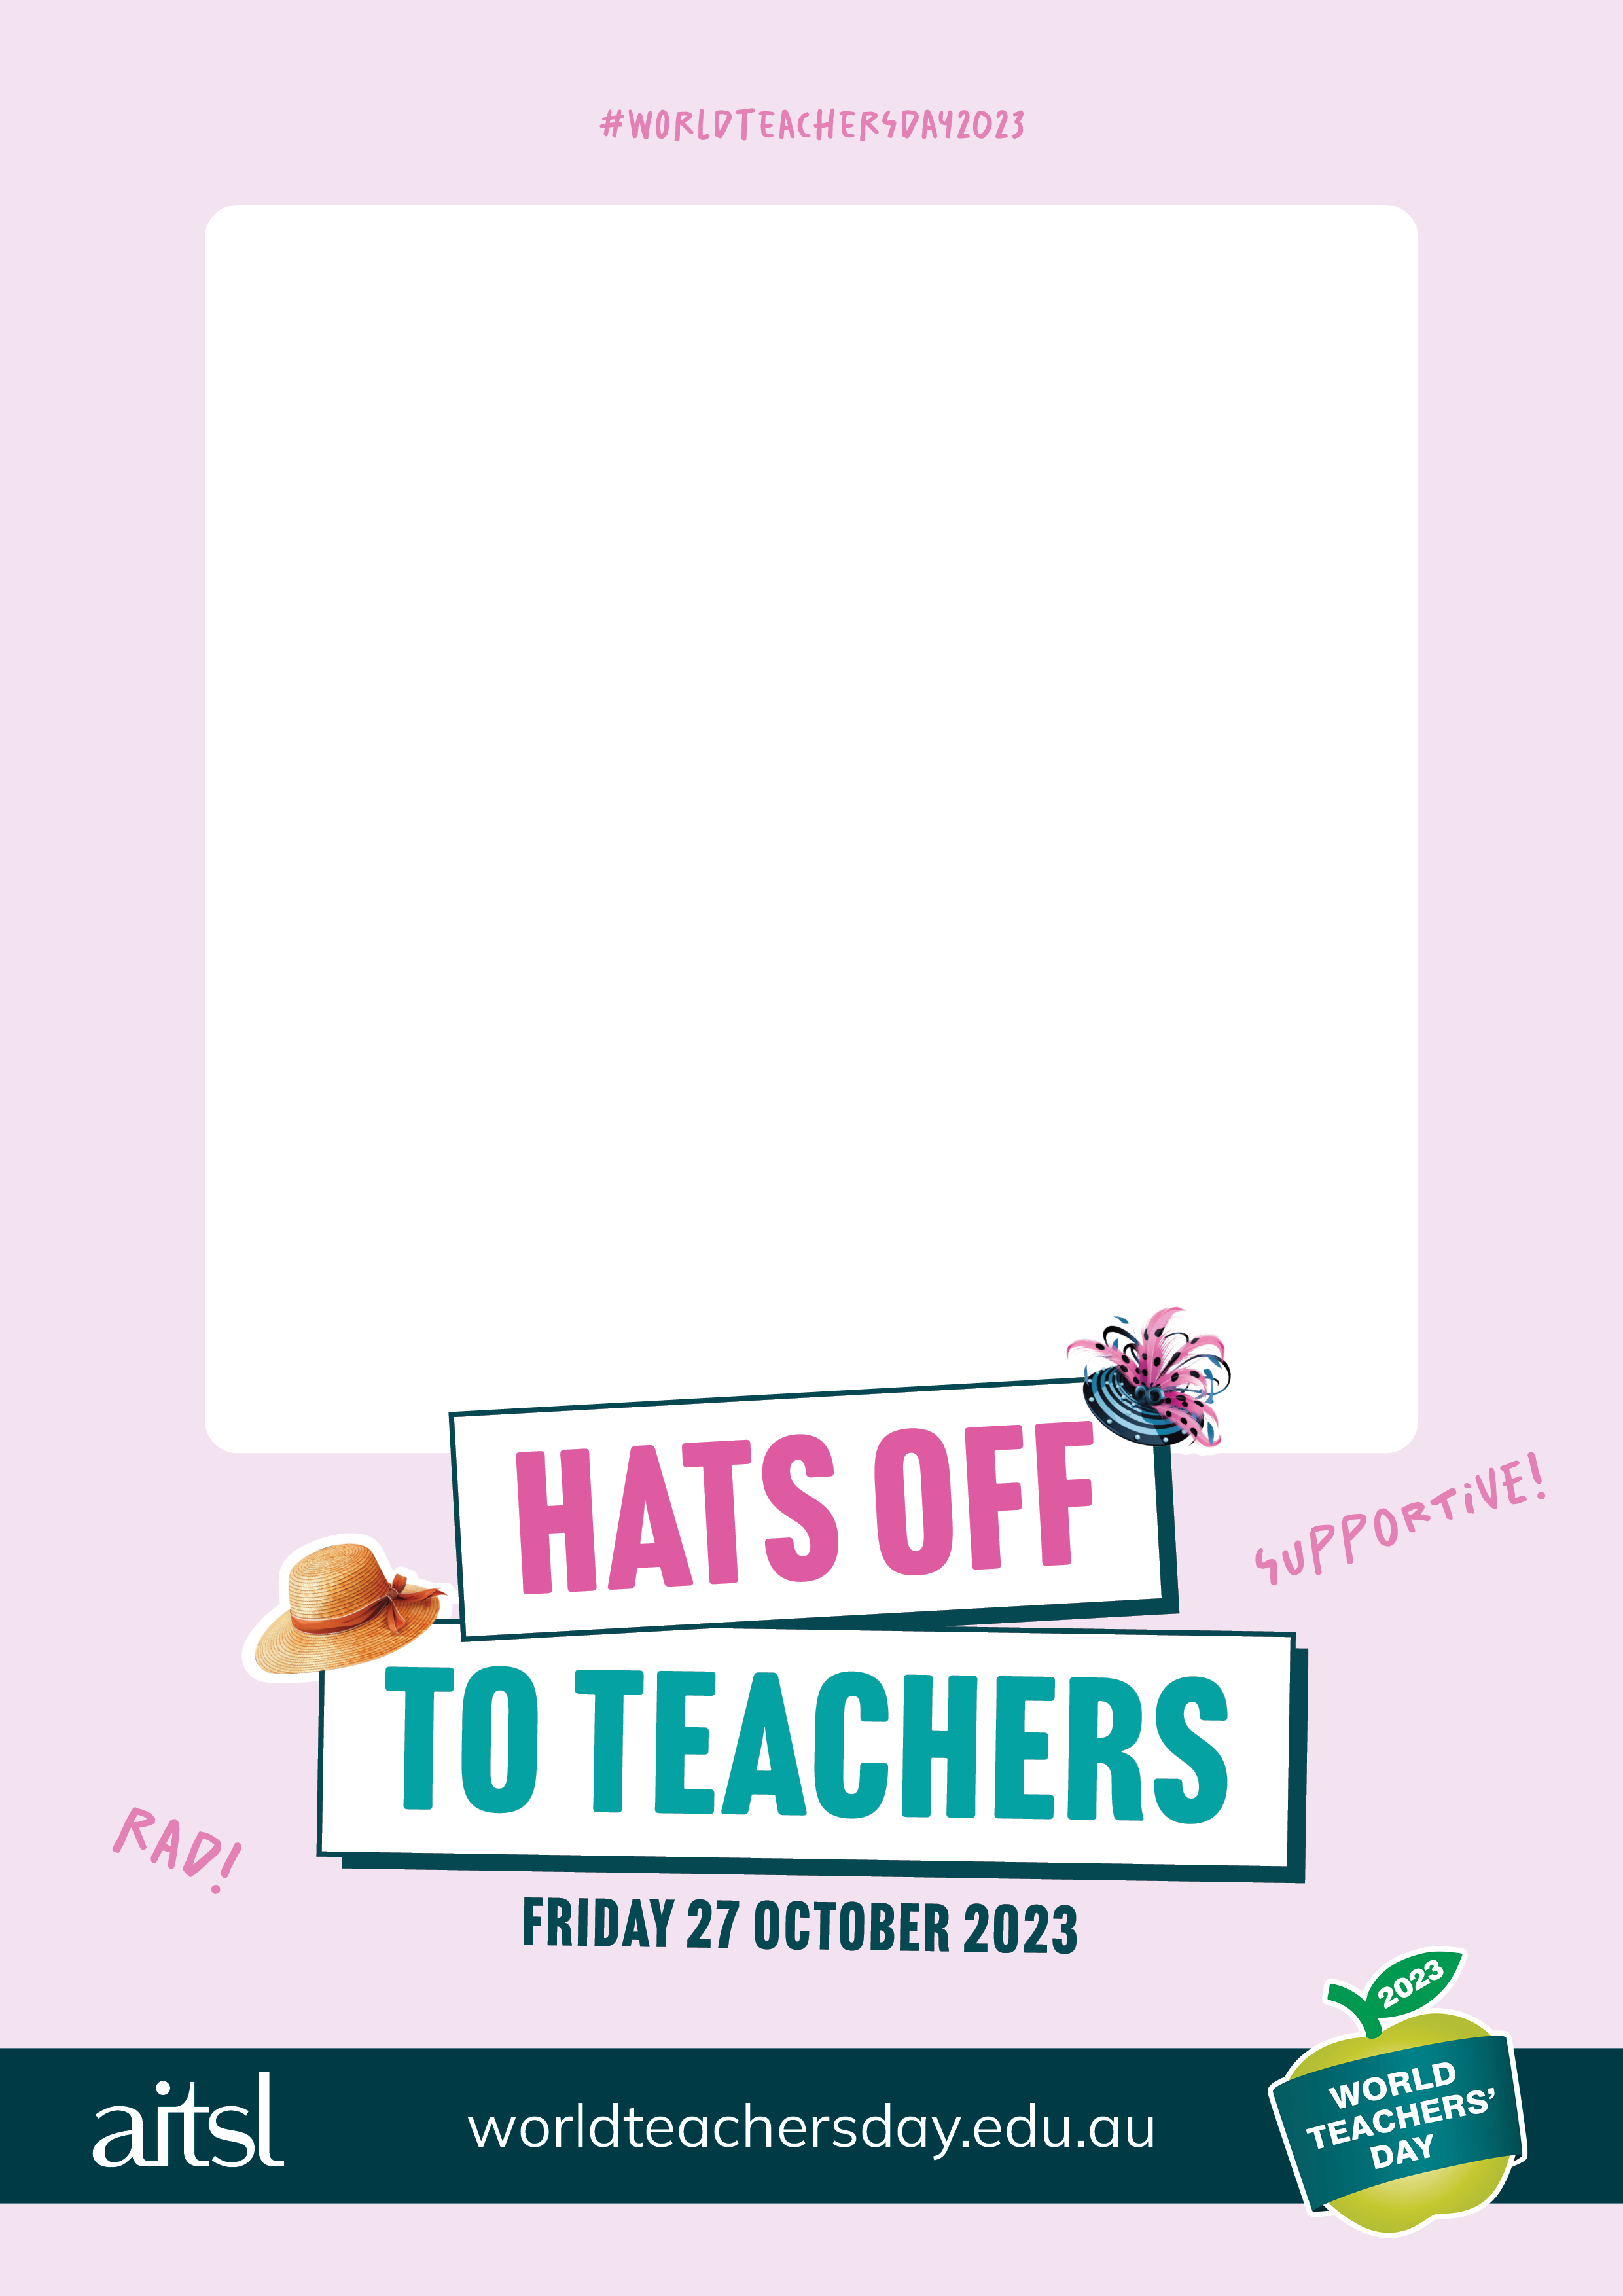 #WORLDTEACHERSDAY2023
HATS OFF
SUPPORTiVE!
TO TEACHERS
RAD!
FRIDAY 27 OCTOBER 2023
2023
WORLD
TEACHERS’
DAY
aitsl
worldteachersday.edu.au